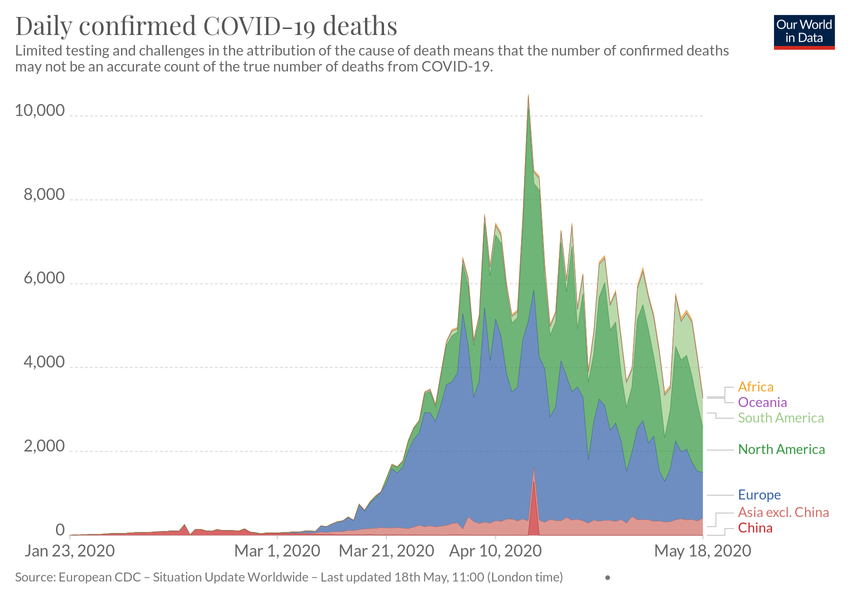 Daily confirmed COVID-19 deaths
Our World
in Data
Limited testing and challenges in the attribution of the cause of death means that the number of confirmed deaths
may not be an accurate count of the true number of deaths from COVID-19.
10,000
8,000
6,000
4,000
2,000
0
Africa
Oceania
South America
North America
Europe
Asia excl. China
China
Jan 23, 2020 Mar 1, 2020 Mar 21, 2020 Apr 10, 2020 May 18, 2020
Source: European CDC – Situation Update Worldwide – Last updated 18th May, 11:00 (London time) •